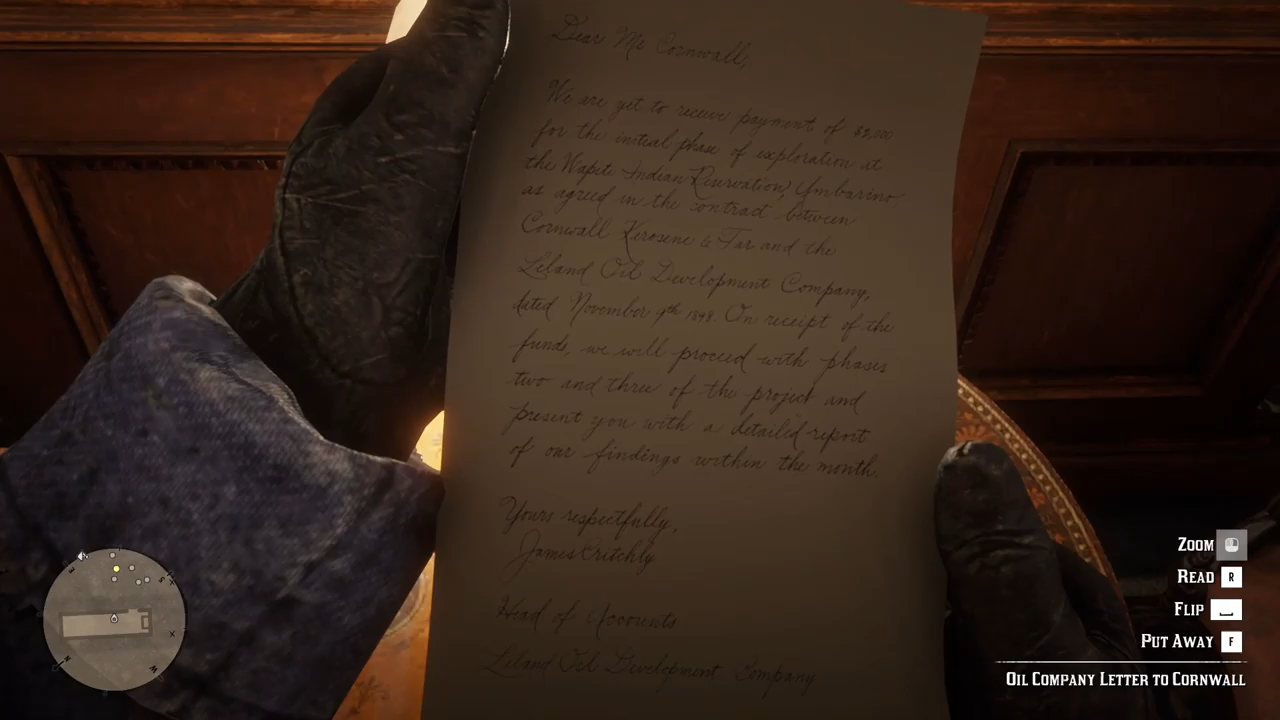 Dear Mr Cornwall,
We are yet to receive payment of
for the initial phase of exploration at
the Wapiti Indian Reservation, Ambarino,
as agreed in the contract between
Cornwall Kerosene & Tar and the
Leland Oil Development Company,
dated November 9th 1898. On receipt of the
funds, we will proceed with phases
two and three of the project and
present you with a detailed report
of our findings within the month.
Yours respectfully,
James Critchly
Head of Accounts
Leland Oil Development Company
ZOOM
READ R
FLIP
PUT AWAY F
OIL COMPANY LETTER TO CORNWALL